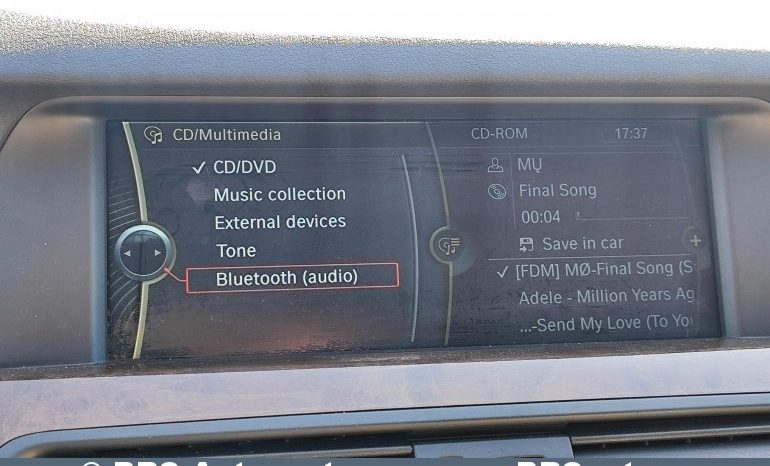 CD/Multimedia
CD/DVD
Music collection
External devices
Tone
Bluetooth (audio)
CD-ROM 17:37
MŲ
Final Song
00:04
Save in car
[FDM] MØ-Final Song (S
Adele - Million Years Ag
...-Send My Love (To You